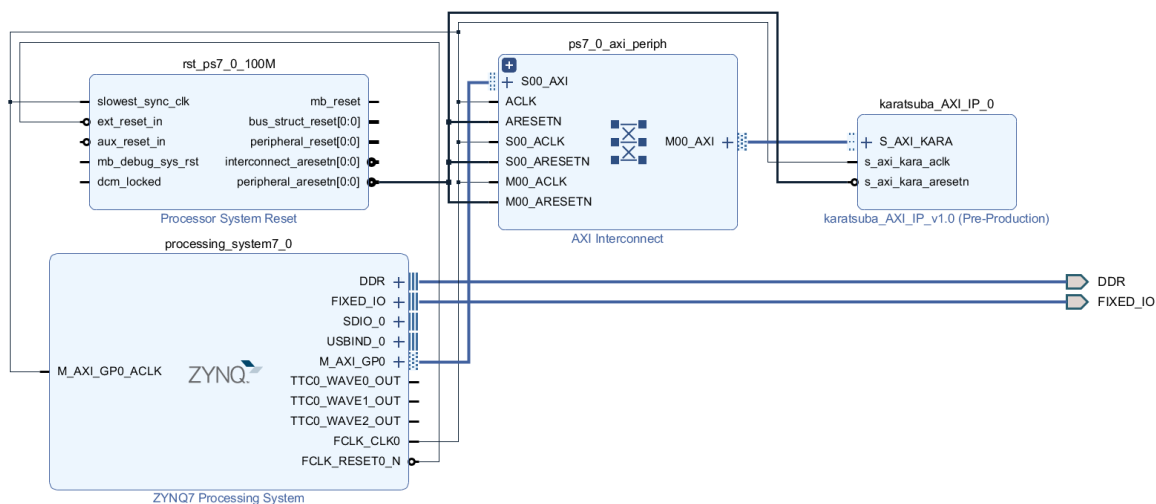 rst_ps7_0_100M
slowest_sync_clk
ext_reset_in
aux_reset_in
mb_debug_sys_rst
dcm_locked
mb_reset
bus_struct_reset[0:0]
peripheral_reset[0:0]
interconnect_aresetn[0:0]
peripheral_aresetn[0:0]
Processor System Reset
ps7_0_axi_periph
S00_AXI
ACLK
ARESETN
S00_ACLK
S00_ARESETN
M00_ACLK
M00_ARESETN
M00_AXI
AXI Interconnect
karatsuba_AXI_IP_0
S_AXI_KARA
s_axi_kara_aclk
s_axi_kara_aresetn
karatsuba_AXI_IP_v1.0 (Pre-Production)
processing_system7_0
M_AXI_GP0_ACLK
ZYNQ
DDR
FIXED_IO
SDIO_0
USBIND_0
M_AXI_GP0
TTC0_WAVE0_OUT
TTC0_WAVE1_OUT
TTC0_WAVE2_OUT
FCLK_CLK0
FCLK_RESET0_N
ZYNQ7 Processing System
DDR
FIXED_IO